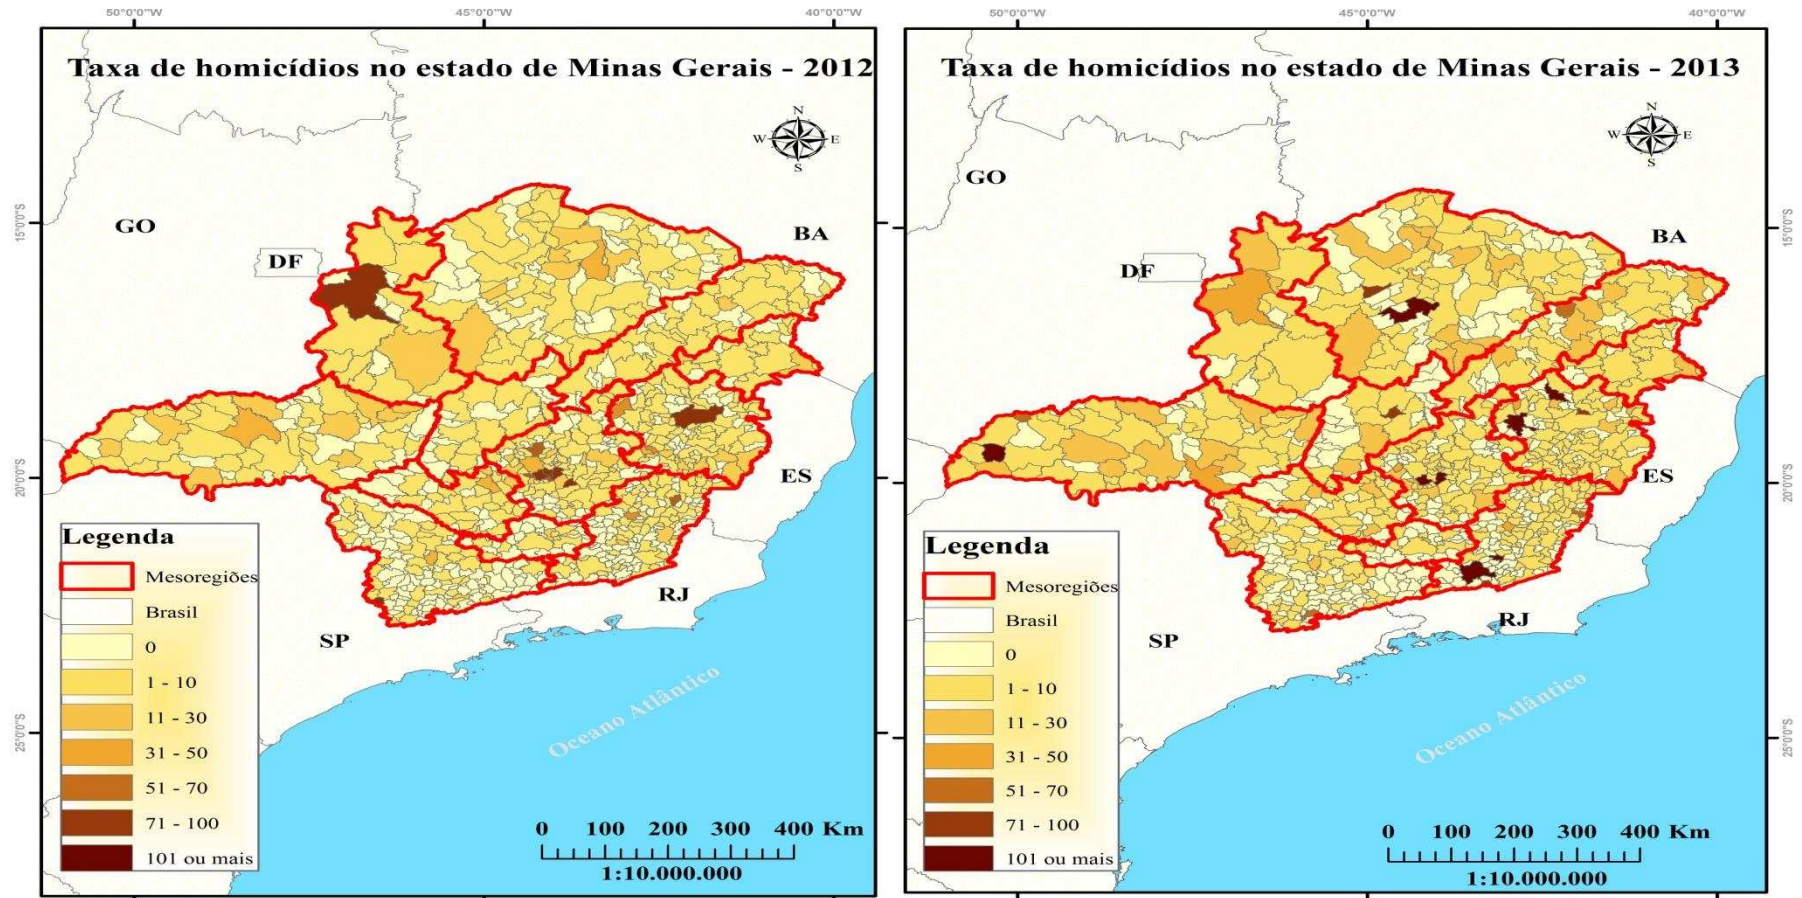 50°0'0"W
45°0'0"W
40°0'0"W
Taxa de homicídios no estado de Minas Gerais - 2012
N
W
E
S
GO
DF
BA
ES
RJ
SP
15°0'0"S
20°0'0"S
25°0'0"S
Oceano Atlântico
Legenda
Mesoregiões
Brasil
0
1 - 10
11 - 30
31 - 50
51 - 70
71 - 100
101 ou mais
0 100 200 300 400 Km
1:10.000.000
50°0'0"W
45°0'0"W
40°0'0"W
Taxa de homicídios no estado de Minas Gerais - 2013
N
W
E
S
GO
DF
BA
ES
RJ
SP
15°0'0"S
20°0'0"S
25°0'0"S
Oceano Atlântico
Legenda
Mesoregiões
Brasil
0
1 - 10
11 - 30
31 - 50
51 - 70
71 - 100
101 ou mais
0 100 200 300 400 Km
1:10.000.000